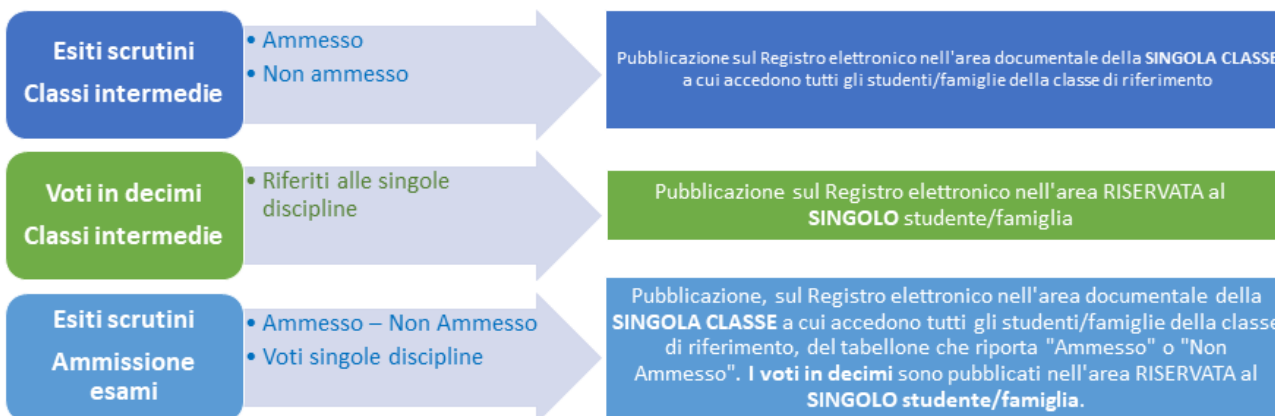 Esiti scrutini
Classi intermedie
• Ammesso
• Non ammesso
Pubblicazione sul Registro elettronico nell'area documentale della SINGOLA CLASSE
a cui accedono tutti gli studenti/famiglie della classe di riferimento
Voti in decimi
Classi intermedie
• Riferiti alle singole
discipline
Pubblicazione sul Registro elettronico nell'area RISERVATA al
SINGOLO studente/famiglia
Esiti scrutini
Ammissione
esami
• Ammesso – Non Ammesso
• Voti singole discipline
Pubblicazione, sul Registro elettronico nell'area documentale della
SINGOLA CLASSE a cui accedono tutti gli studenti/famiglie della classe
di riferimento, del tabellone che riporta "Ammesso" o "Non
Ammesso". I voti in decimi sono pubblicati nell'area RISERVATA al
SINGOLO studente/famiglia.